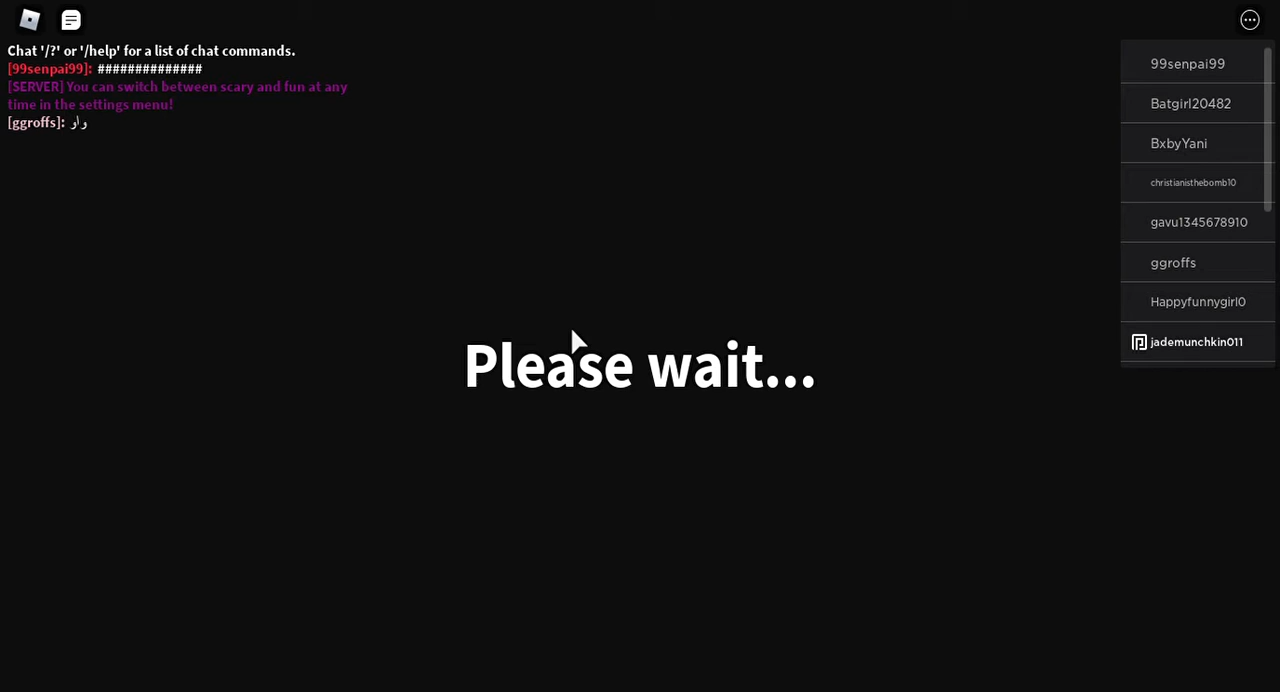 Chat '/?' or '/help' for a list of chat commands.
[99senpai99]: ##############
[SERVER] You can switch between scary and fun at any
time in the settings menu!
[ggroffs]: واو
99senpai99
Batgirl20482
BxbyYani
christianisthebomb10
gavu1345678910
ggroffs
Happyfunnygirl0
jademunchkin011
Please wait...